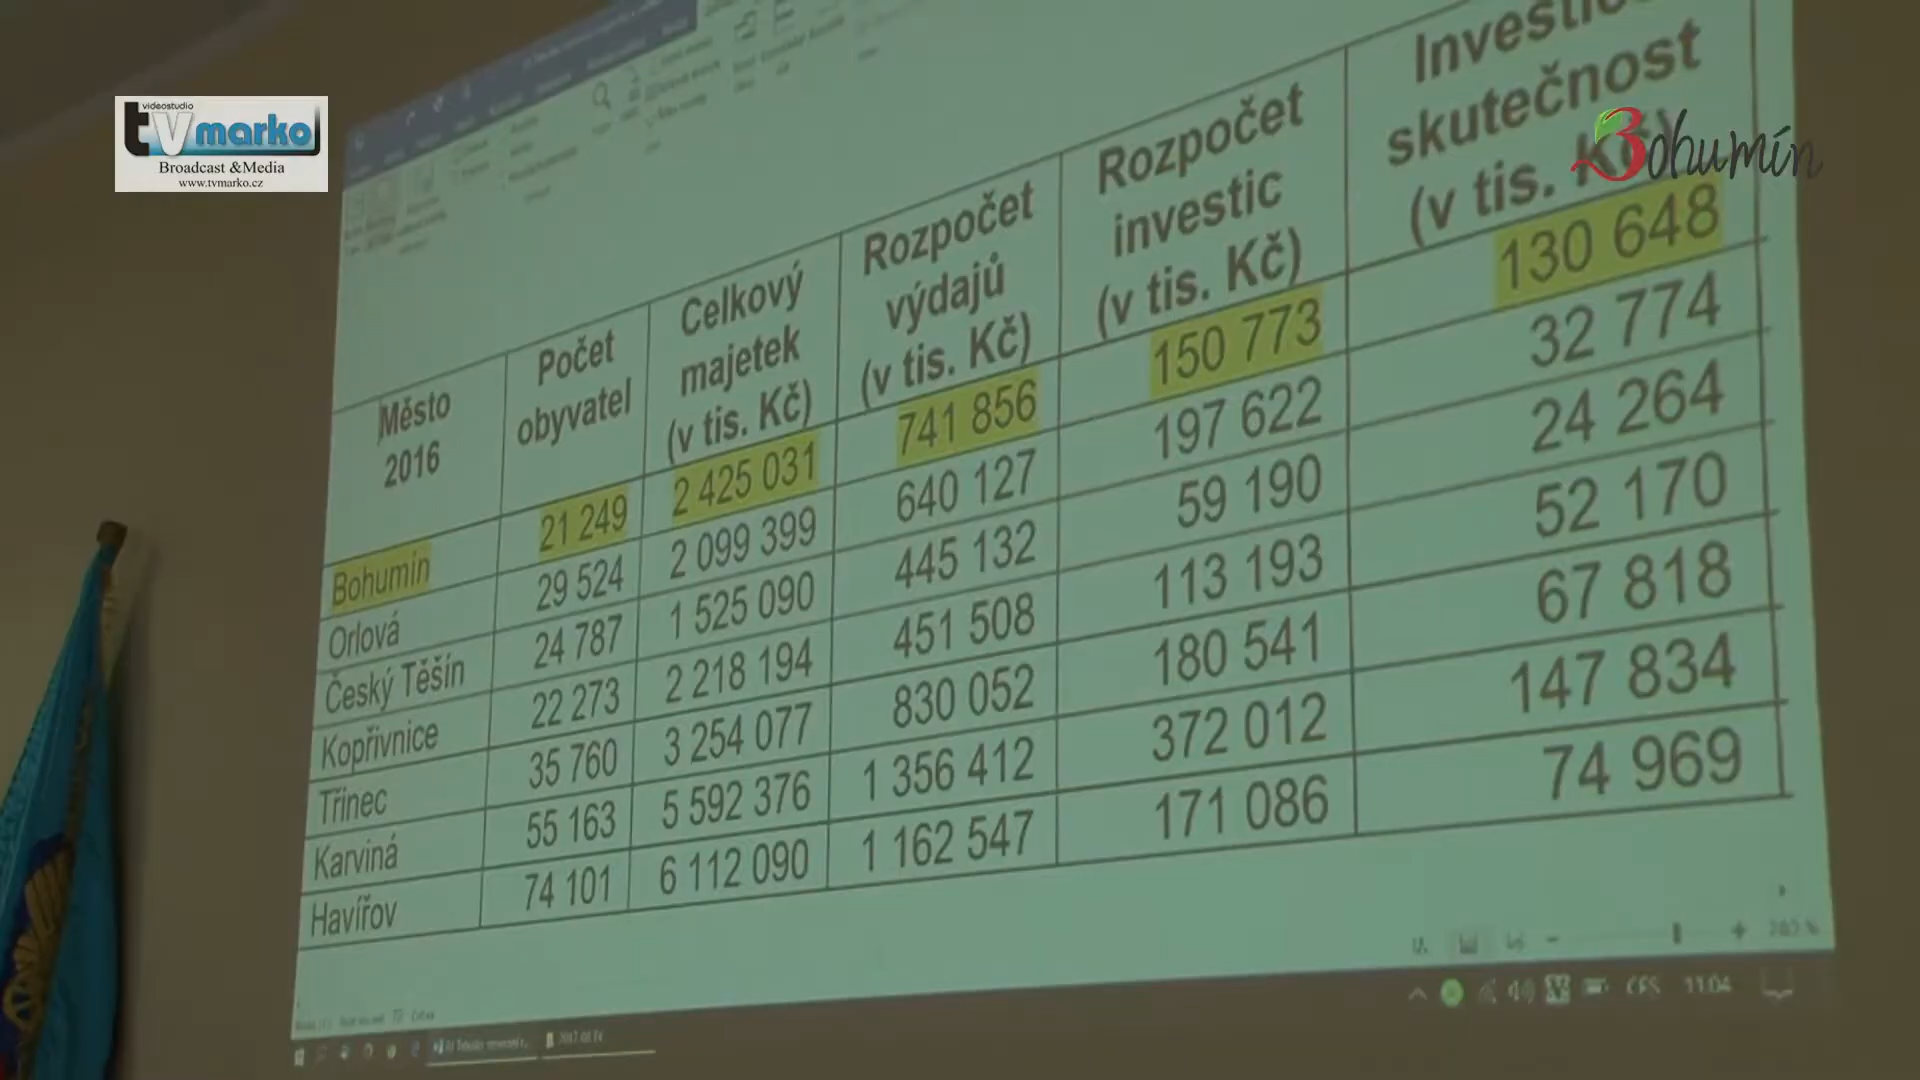 videostudio
tvmarko
Broadcast &Media
www.tvmarko.cz
Bohumín
Město
2016
Počet
obyvatel
Celkový
majetek
(v tis. Kč)
Rozpočet
výdajů
(v tis. Kč)
Rozpočet
investic
(v tis. Kč)
skutečnost
(v tis. Kč)
Bohumín 21 249 2 425 031 741 856 150 773 130 648
Orlová 29 524 2 099 399 640 127 197 622 32 774
Český Těšín 24 787 1 525 090 445 132 59 190 24 264
Kopřivnice 22 273 2 218 194 451 508 113 193 52 170
Třinec 35 760 3 254 077 830 052 180 541 67 818
Karviná 55 163 5 592 376 1 356 412 372 012 147 834
Havířov 74 101 6 112 090 1 162 547 171 086 74 969
11:04